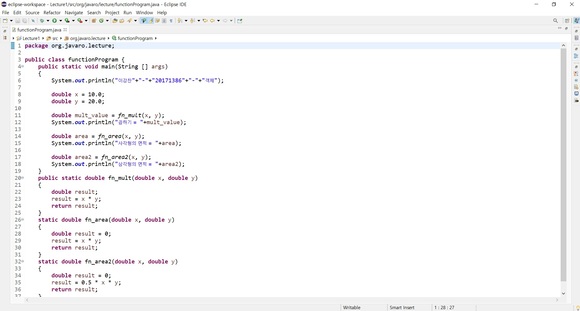 eclipse-workspace - Lecture1/src/org/javaro/lecture/functionProgram.java - Eclipse IDE
File Edit Source Refactor Navigate Search Project Run Window Help
functionProgram.java
Lecture1 src org.javaro.lecture functionProgram
1 package org.javaro.lecture;
2
3 public class functionProgram {
4 public static void main(String [] args)
5 {
6 System.out.println( +"-"+"20171386"+"-"+ );
7
8 double x = 10.0;
9 double y = 20.0;
10
11 double mult_value = fn_mult(x, y);
12 System.out.println("곱하기 = "+mult_value);
13
14 double area = fn_area(x, y);
15 System.out.println("사각형의 면적 = "+area);
16
17 double area2 = fn_area2(x, y);
18 System.out.println("삼각형의 면적 = "+area2);
19 }
20 public static double fn_mult(double x, double y)
21 {
22 double result;
23 result = x * y;
24 return result;
25 }
26 static double fn_area(double x, double y)
27 {
28 double result = 0;
29 result = x * y;
30 return result;
31 }
32 static double fn_area2(double x, double y)
33 {
34 double result = 0;
35 result = 0.5 * x * y;
36 return result;
37 }
Writable Smart Insert 1 : 28 : 27